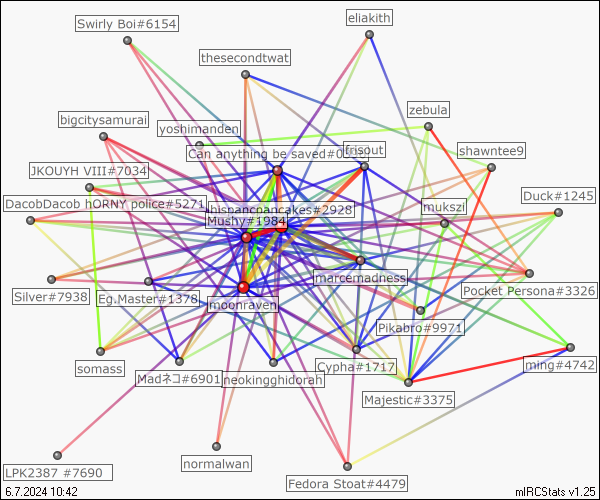 Swirly Boi#6154
eliakith
thesecondtwat
zebula
bigcitysamurai
yoshimanden
shawntee9
Can anything be saved#0
frisout
JKOUYH VIII#7034
Duck#1245
DacobDacob hORNY police#5271
hispancpancakes#2928
mukszi
Mushy#1984
marcemadness
Pocket Persona#3326
Silver#7938
Eg.Master#1378
moonraven
Pikabro#9971
somass
Madネコ#6901
neokingghidorah
Cypha#1717
ming#4742
Majestic#3375
LPK2387 #7690
normalwan
Fedora Stoat#4479
6.7.2024 10:42
mIRCStats v1.25